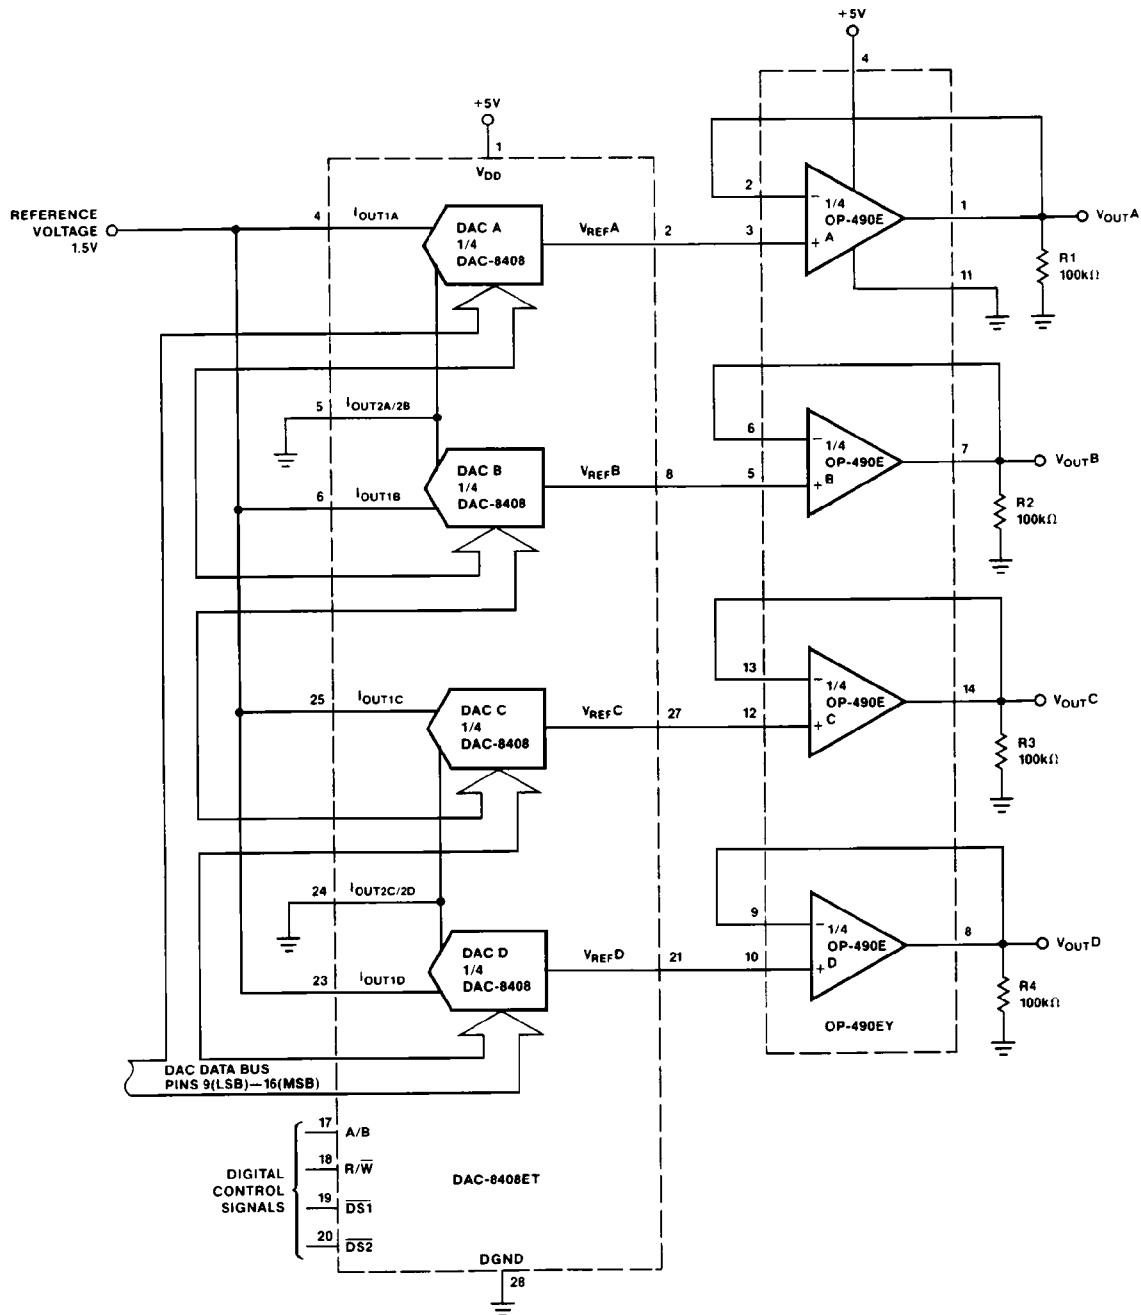 +5V
4
+5V
1
VDD
REFERENCE
VOLTAGE
1.5V
4
IOUT1A
DAC A
1/4
DAC-8408
VREFA
2
3
2
−
1/4
OP-490E
+ A
1
VOUTA
11
R1
100kΩ
5
IOUT2A/2B
DAC B
1/4
DAC-8408
6
IOUT1B
VREFB
8
5
6
−
1/4
OP-490E
+ B
7
VOUTB
R2
100kΩ
25
IOUT1C
DAC C
1/4
DAC-8408
VREFC
27
12
13
−
1/4
OP-490E
+ C
14
VOUTC
R3
100kΩ
24
IOUT2C/2D
DAC D
1/4
DAC-8408
23
IOUT1D
VREFD
21
10
9
−
1/4
OP-490E
+ D
8
VOUTD
R4
100kΩ
OP-490EY
DAC DATA BUS
PINS 9(LSB)—16(MSB)
DIGITAL
CONTROL
SIGNALS
17 A/B
18 R/W̅
19 D̅S̅1̅
20 D̅S̅2̅
DAC-8408ET
DGND
28